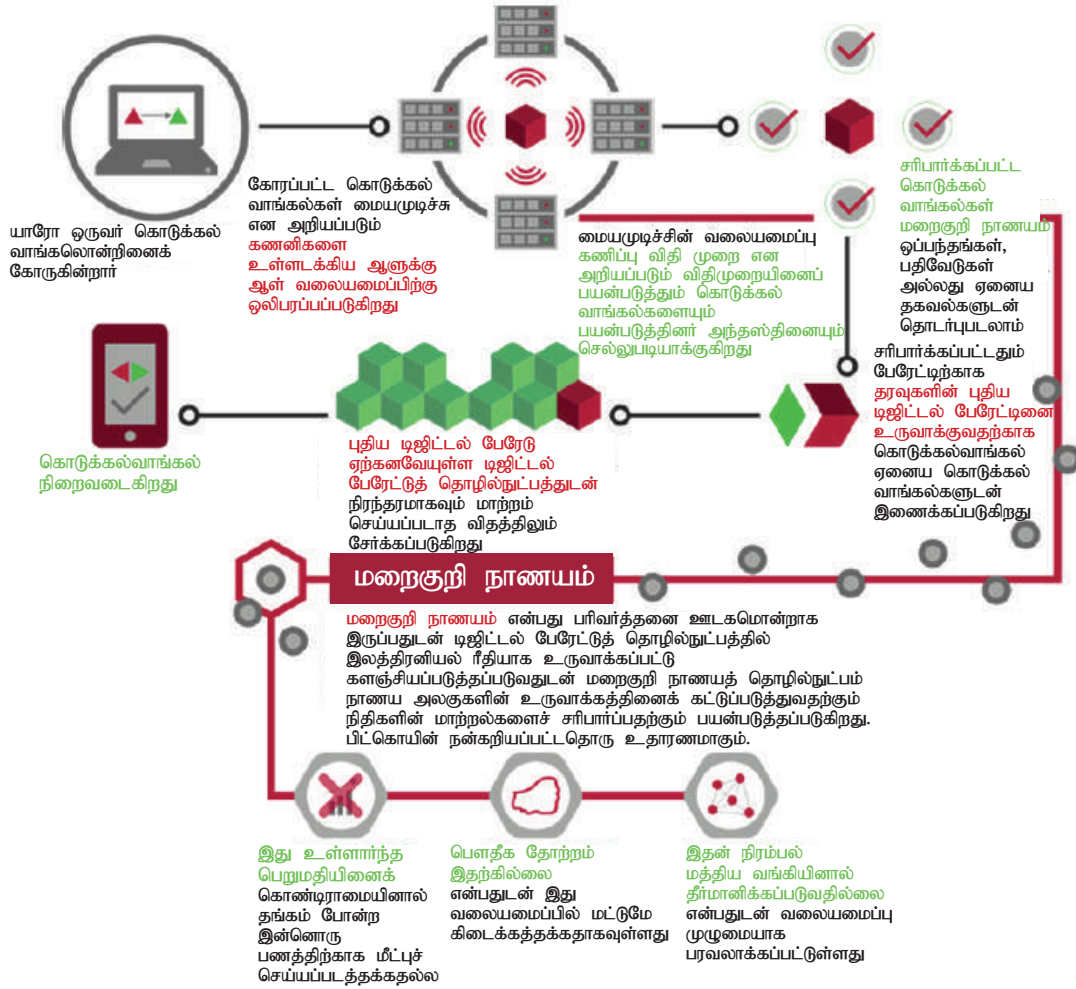 யாரோ ஒருவர் கொடுக்கல்
வாங்கலொன்றினைக்
கோருகின்றார்
கோரப்பட்ட கொடுக்கல்
வாங்கல்கள் மையமுடிச்சு
என அறியப்படும்
கணனிகளை
உள்ளடக்கிய ஆளுக்கு
ஆள் வலையமைப்பிற்கு
ஒலிபரப்பப்படுகிறது
மையமுடிச்சின் வலையமைப்பு
கணிப்பு விதி முறை என
அறியப்படும் விதிமுறையினைப்
பயன்படுத்தும் கொடுக்கல்
வாங்கல்களையும்
பயன்படுத்தினர் அந்தஸ்தினையும்
செல்லுபடியாக்குகிறது
சரிபார்க்கப்பட்ட
கொடுக்கல்
வாங்கல்கள்
மறைகுறி நாணயம்
ஒப்பந்தங்கள்,
பதிவேடுகள்
அல்லது ஏனைய
தகவல்களுடன்
தொடர்புபடலாம்
சரிபார்க்கப்பட்டதும்
பேரேட்டிற்காக
தரவுகளின் புதிய
டிஜிட்டல் பேரேட்டினை
உருவாக்குவதற்காக
கொடுக்கல்வாங்கல்
ஏனைய கொடுக்கல்
வாங்கல்களுடன்
இணைக்கப்படுகிறது
புதிய டிஜிட்டல் பேரேடு
ஏற்கனவேயுள்ள டிஜிட்டல்
பேரேட்டுத் தொழில்நுட்பத்துடன்
நிரந்தரமாகவும் மாற்றம்
செய்யப்படாத விதத்திலும்
சேர்க்கப்படுகிறது
கொடுக்கல்வாங்கல்
நிறைவடைகிறது
மறைகுறி நாணயம்
மறைகுறி நாணயம் என்பது பரிவர்த்தனை ஊடகமொன்றாக
இருப்பதுடன் டிஜிட்டல் பேரேட்டுத் தொழில்நுட்பத்தில்
இலத்திரனியல் ரீதியாக உருவாக்கப்பட்டு
களஞ்சியப்படுத்தப்படுவதுடன் மறைகுறி நாணயத் தொழில்நுட்பம்
நாணய அலகுகளின் உருவாக்கத்தினைக் கட்டுப்படுத்துவதற்கும்
நிதிகளின் மாற்றல்களைச் சரிபார்ப்பதற்கும் பயன்படுத்தப்படுகிறது.
பிட்கொயின் நன்கறியப்பட்டதொரு உதாரணமாகும்.
இது உள்ளார்ந்த
பெறுமதியினைக்
கொண்டிராமையினால்
தங்கம் போன்ற
இன்னொரு
பணத்திற்காக மீட்புச்
செய்யப்படத்தக்கதல்ல
பௌதீக தோற்றம்
இதற்கில்லை
என்பதுடன் இது
வலையமைப்பில் மட்டுமே
கிடைக்கத்தக்கதாகவுள்ளது
இதன் நிரம்பல்
மத்திய வங்கியினால்
தீர்மானிக்கப்படுவதில்லை
என்பதுடன் வலையமைப்பு
முழுமையாக
பரவலாக்கப்பட்டுள்ளது